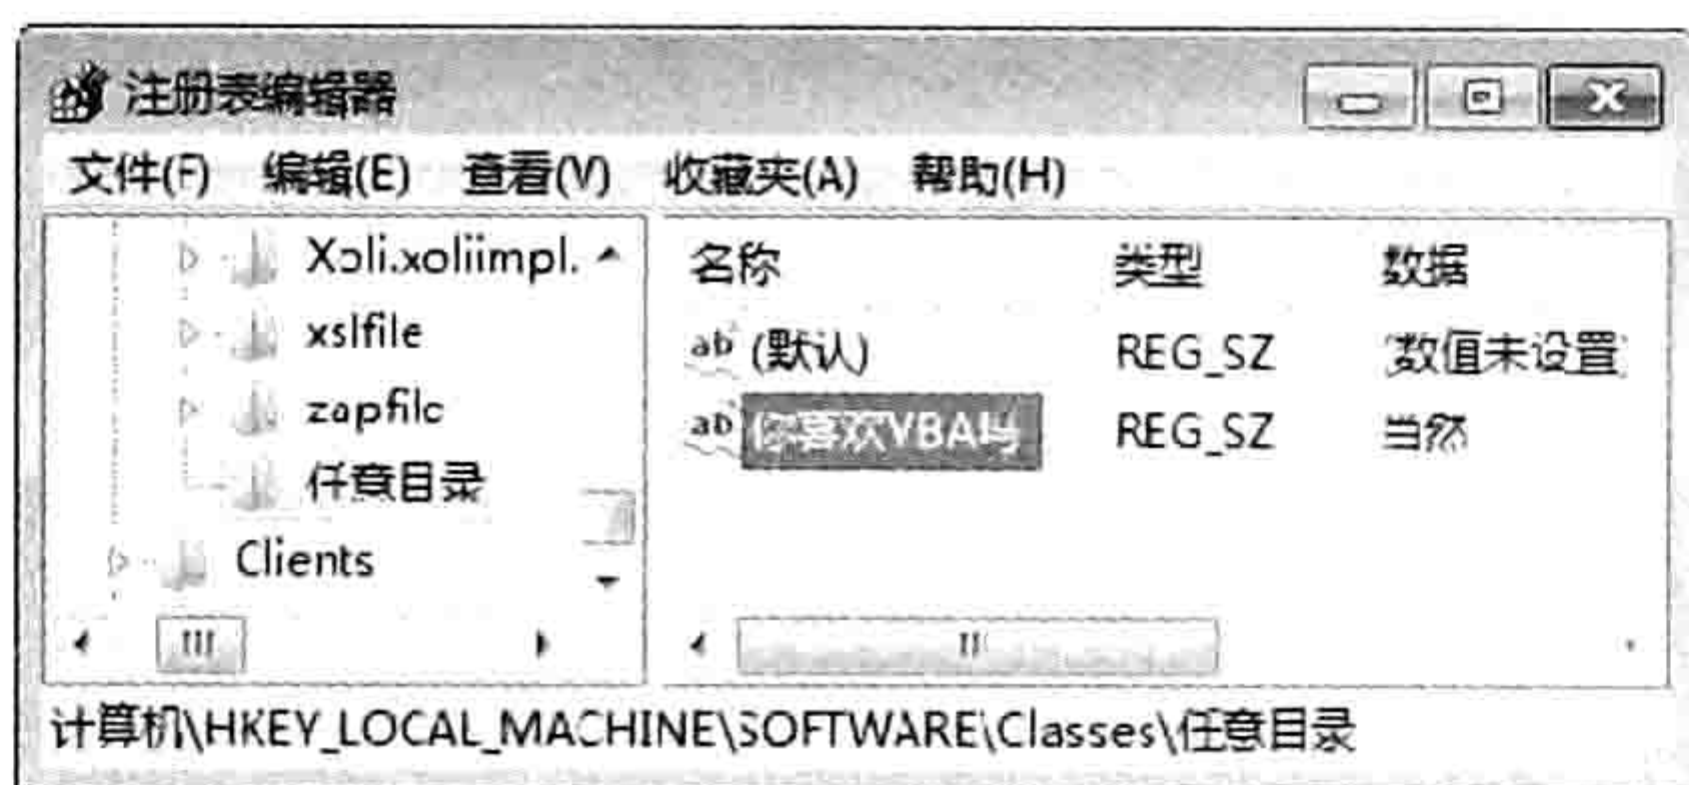 注册表编辑器
文件(F) 编辑(E) 查看(V) 收藏夹(A) 帮助(H)
Xoli.xoliimpl.
xslfile
zapfile
任意目录
Clients
名称 类型 数据
ab (默认) REG_SZ (数值未设置)
ab 你喜欢VBA吗 REG_SZ 当然
计算机\HKEY_LOCAL_MACHINE\SOFTWARE\Classes\任意目录